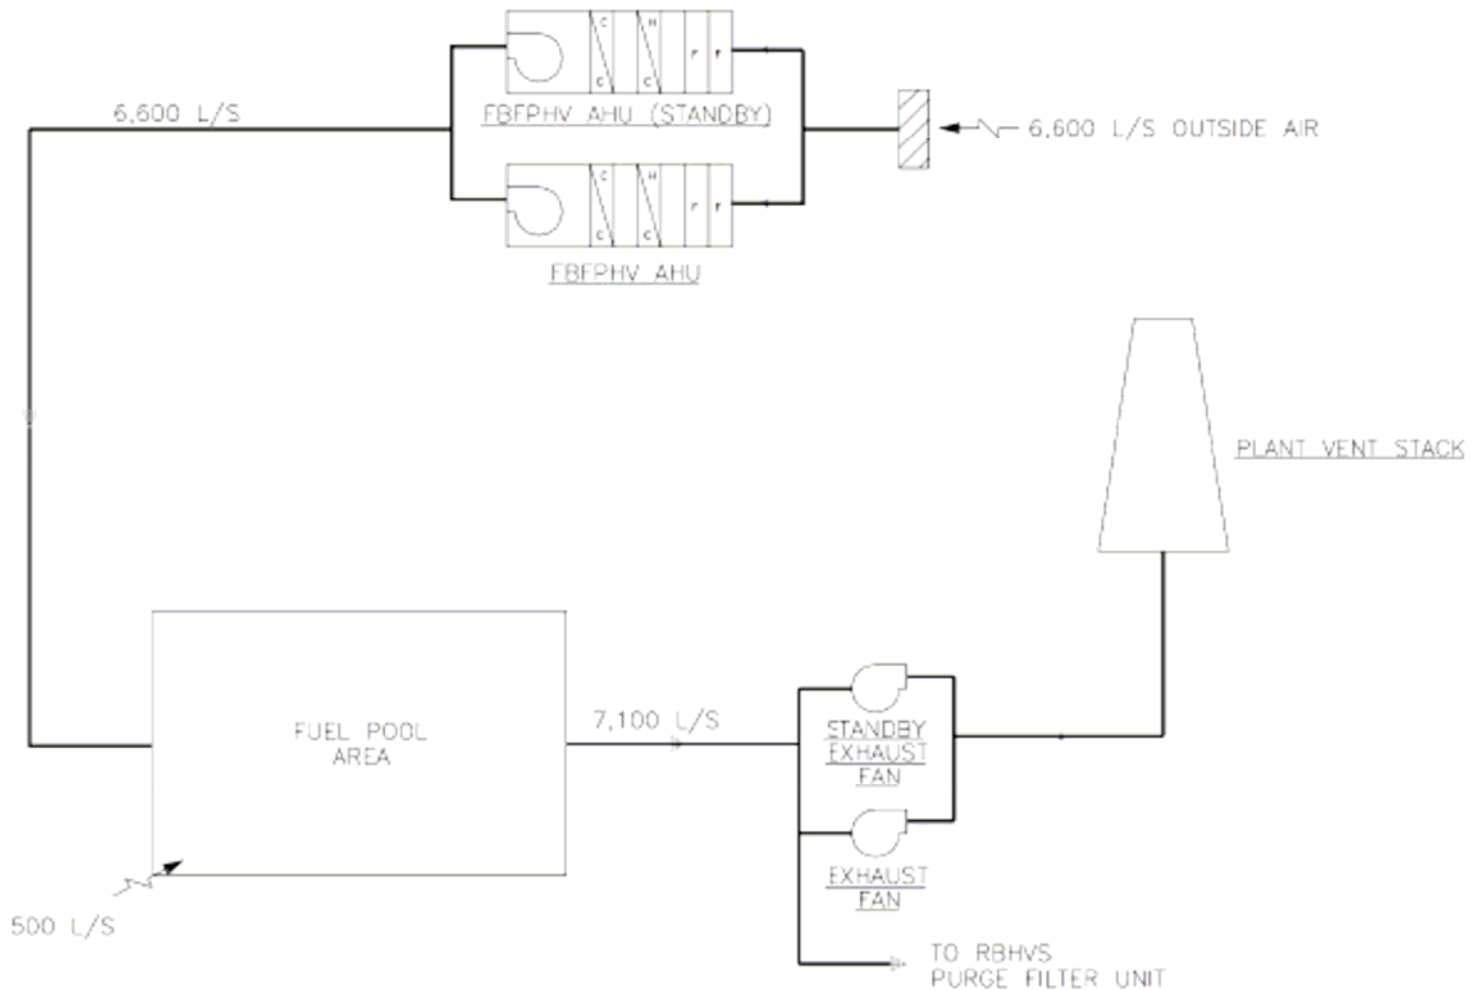 C
H
C
C
F
F
FBFPHV AHU (STANDBY)
6,600 L/S
6,600 L/S OUTSIDE AIR
C
H
C
C
F
F
FBFPHV AHU
PLANT VENT STACK
7,100 L/S
FUEL POOL
AREA
STANDBY
EXHAUST
FAN
EXHAUST
FAN
500 L/S
TO RBHVS
PURGE FILTER UNIT